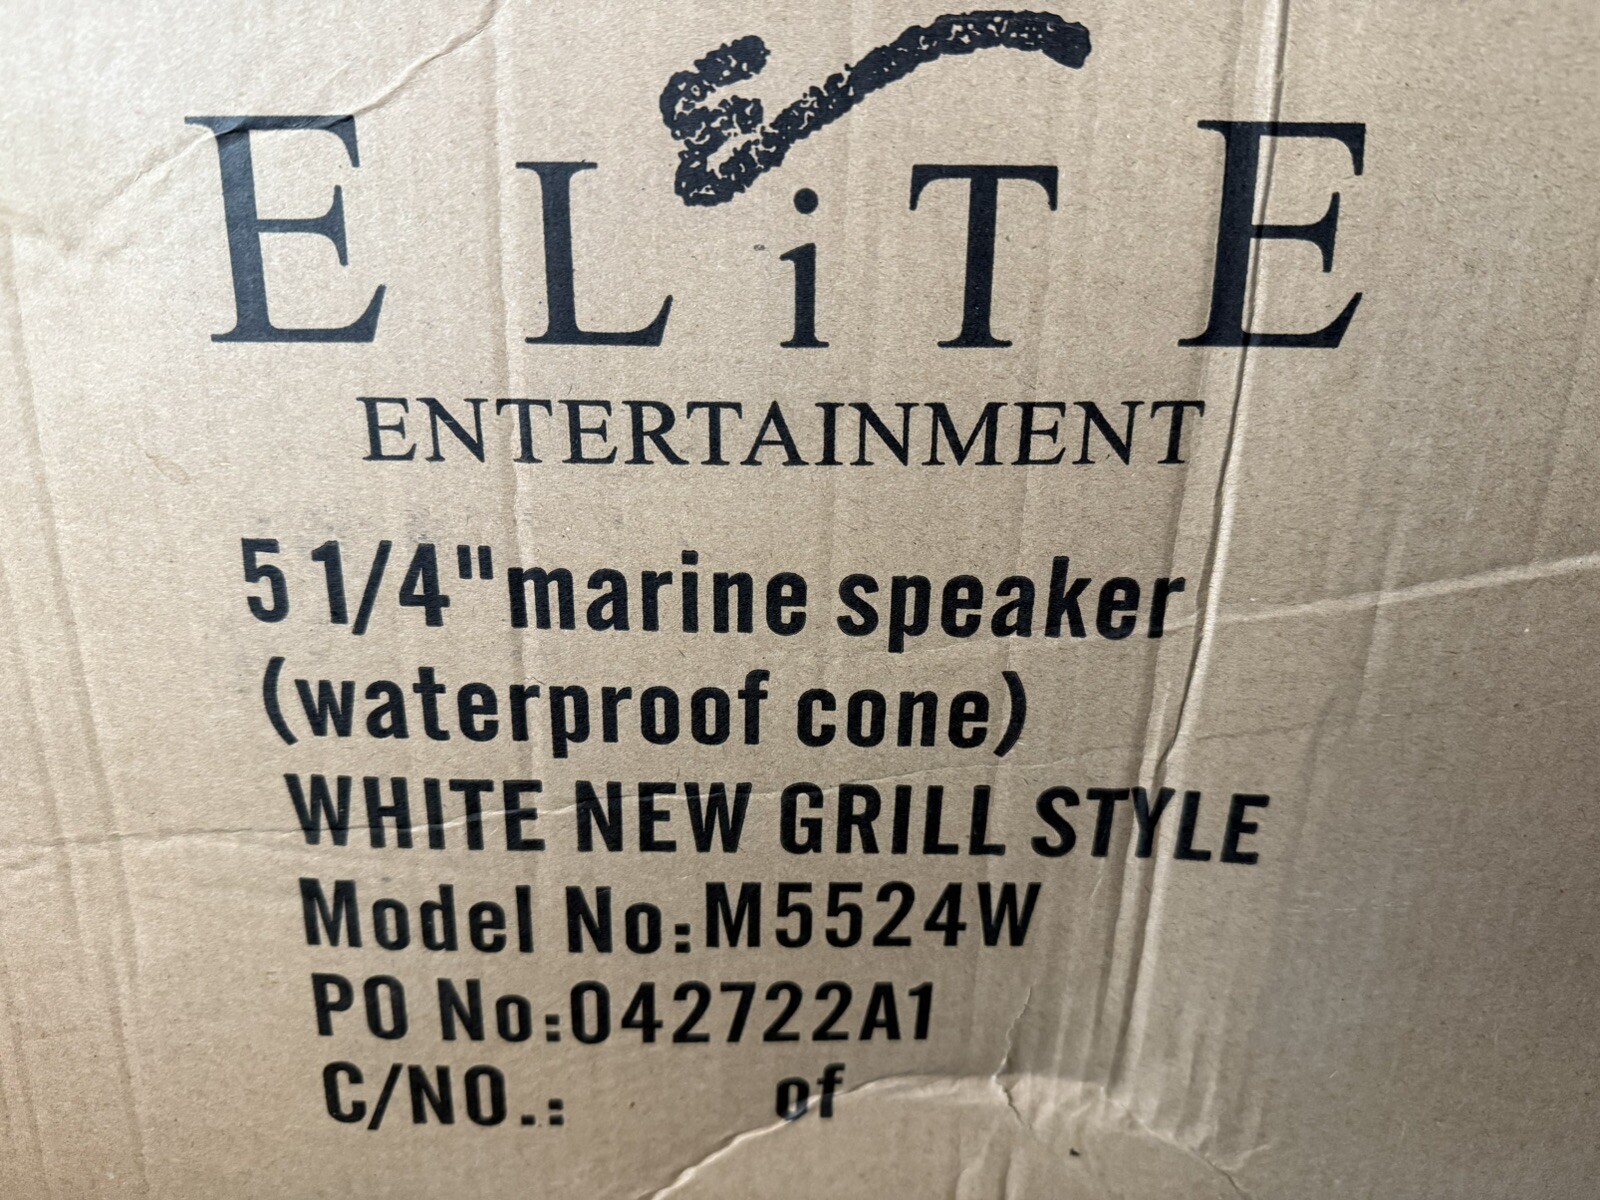 ELiTE
ENTERTAINMENT
5 1/4" marine speaker
(waterproof cone)
WHITE NEW GRILL STYLE
Model No:M5524W
PO No:042722A1
C/NO.: of